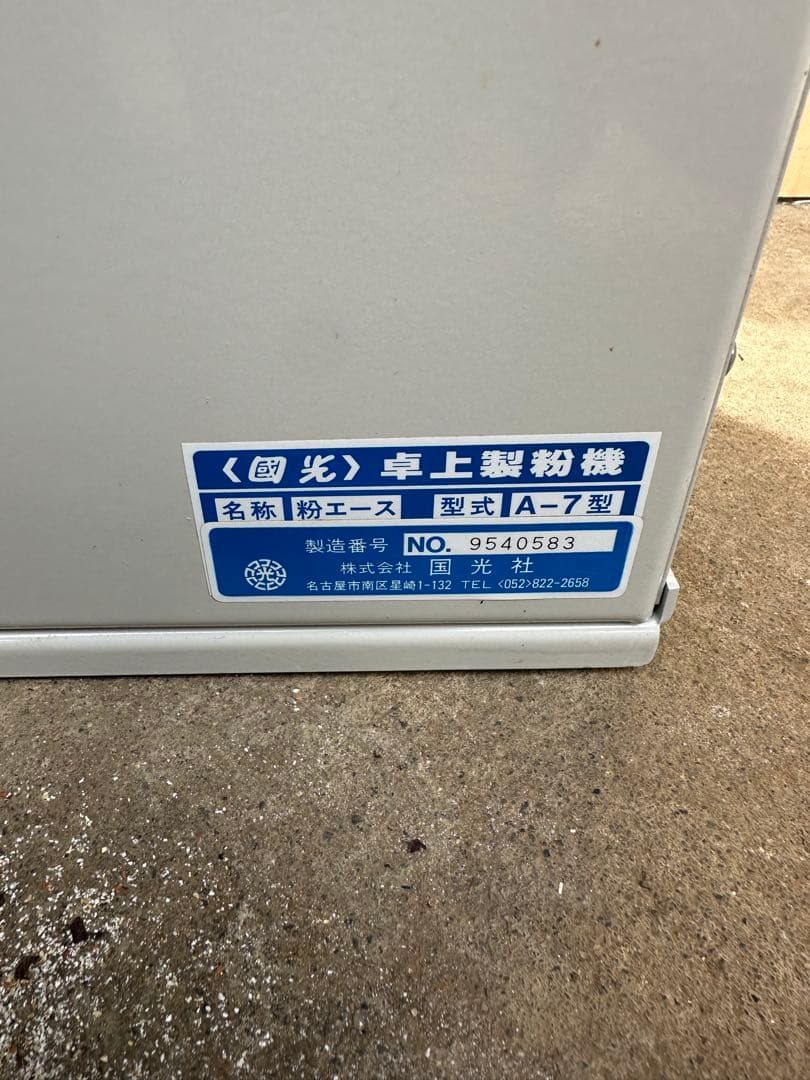 〈國光〉卓上製粉機
名称 粉エース 型式 A-7型
製造番号 NO. 9540583
株式会社 国光社
名古屋市南区星崎1-132 TEL〈052〉822-2658